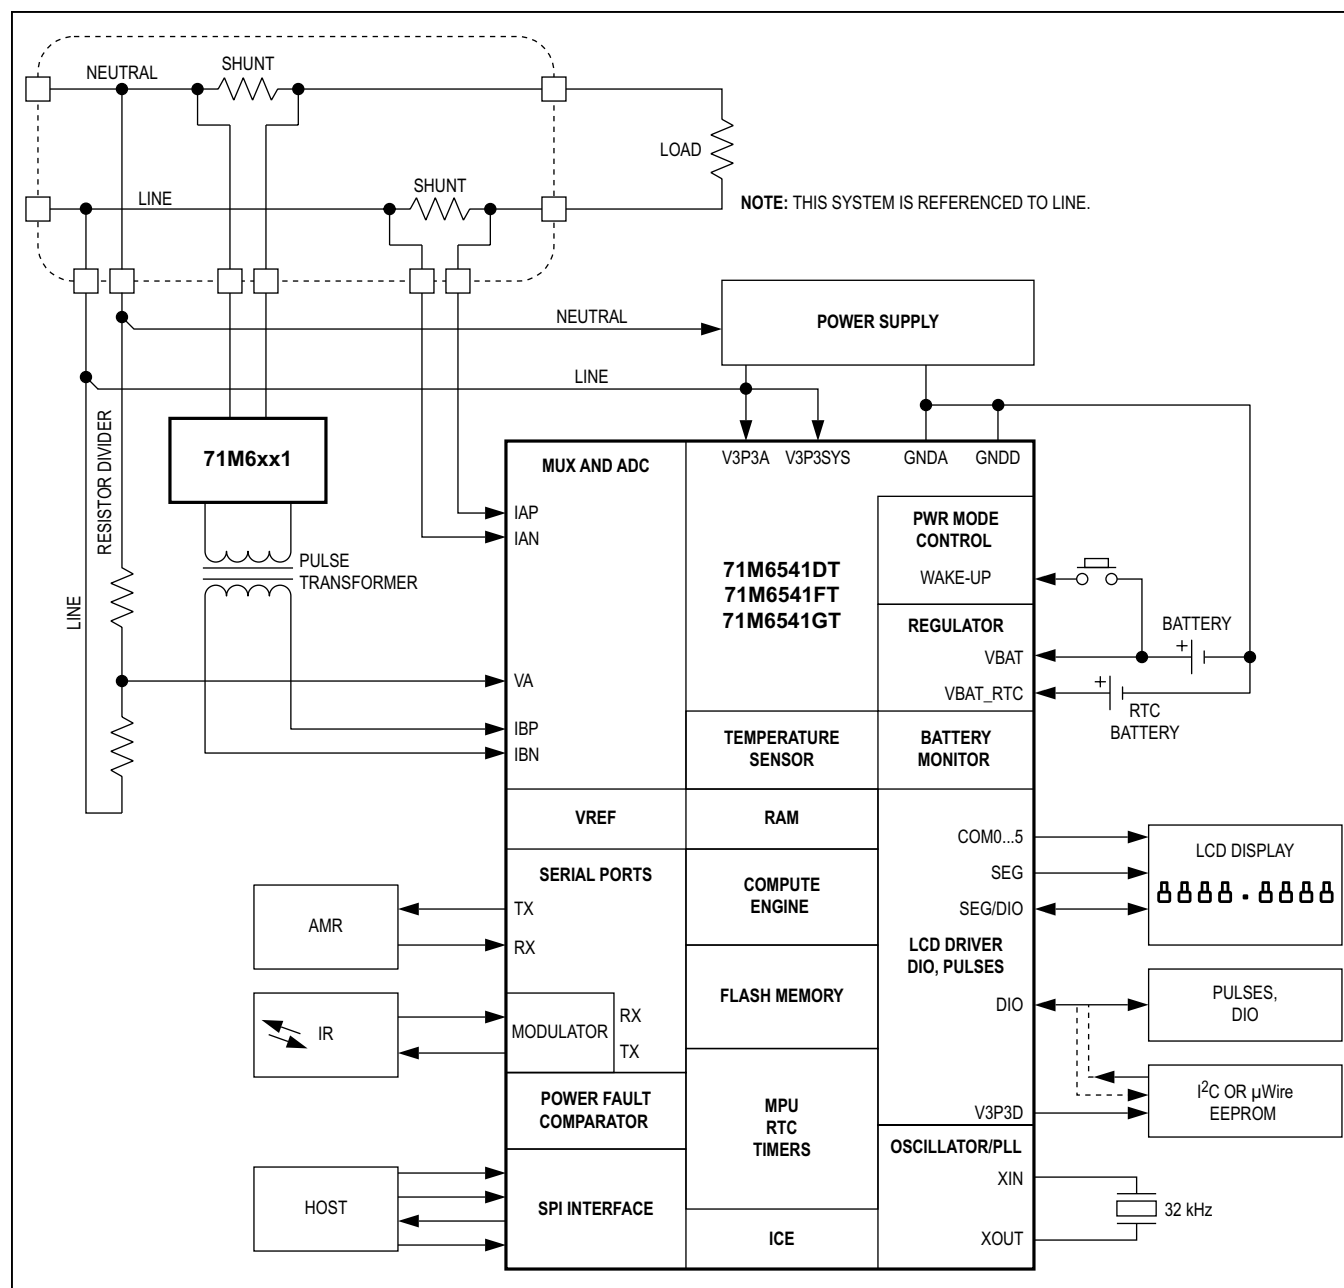 NEUTRAL
SHUNT
LOAD
LINE
SHUNT
NOTE: THIS SYSTEM IS REFERENCED TO LINE.
NEUTRAL
POWER SUPPLY
LINE
RESISTOR DIVIDER
LINE
71M6xx1
PULSE
TRANSFORMER
MUX AND ADC
IAP
IAN
VA
IBP
IBN
V3P3A
V3P3SYS
GNDA
GNDD
71M6541DT
71M6541FT
71M6541GT
PWR MODE
CONTROL
WAKE-UP
REGULATOR
VBAT
VBAT_RTC
BATTERY
+
+
RTC
BATTERY
TEMPERATURE
SENSOR
BATTERY
MONITOR
VREF
RAM
COM0...5
SEG
SEG/DIO
LCD DRIVER
DIO, PULSES
DIO
V3P3D
LCD DISPLAY
8888.8888
SERIAL PORTS
TX
RX
AMR
COMPUTE
ENGINE
FLASH MEMORY
IR
MODULATOR
RX
TX
PULSES,
DIO
I2C OR µWire
EEPROM
POWER FAULT
COMPARATOR
MPU
RTC
TIMERS
OSCILLATOR/PLL
XIN
XOUT
32 kHz
HOST
SPI INTERFACE
ICE